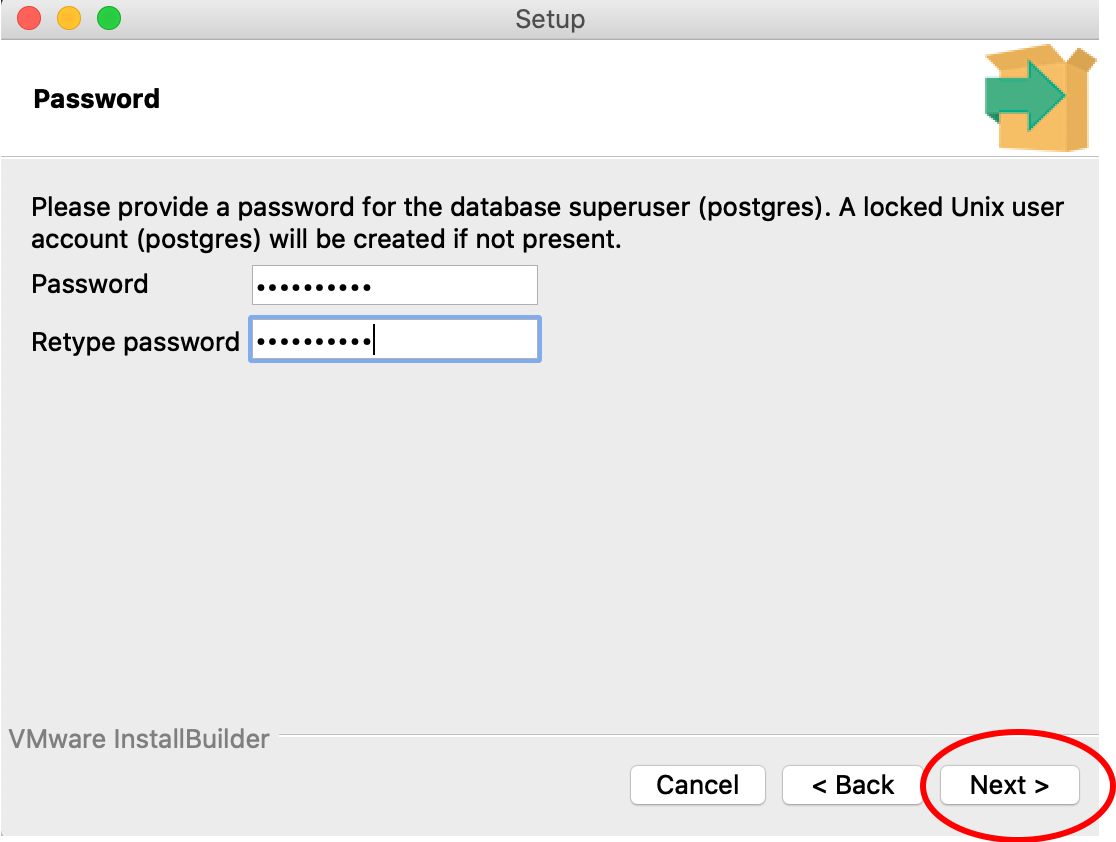 Setup
Password
Please provide a password for the database superuser (postgres). A locked Unix user
account (postgres) will be created if not present.
Password ••••••••••
Retype password ••••••••••
VMware InstallBuilder
Cancel < Back Next >